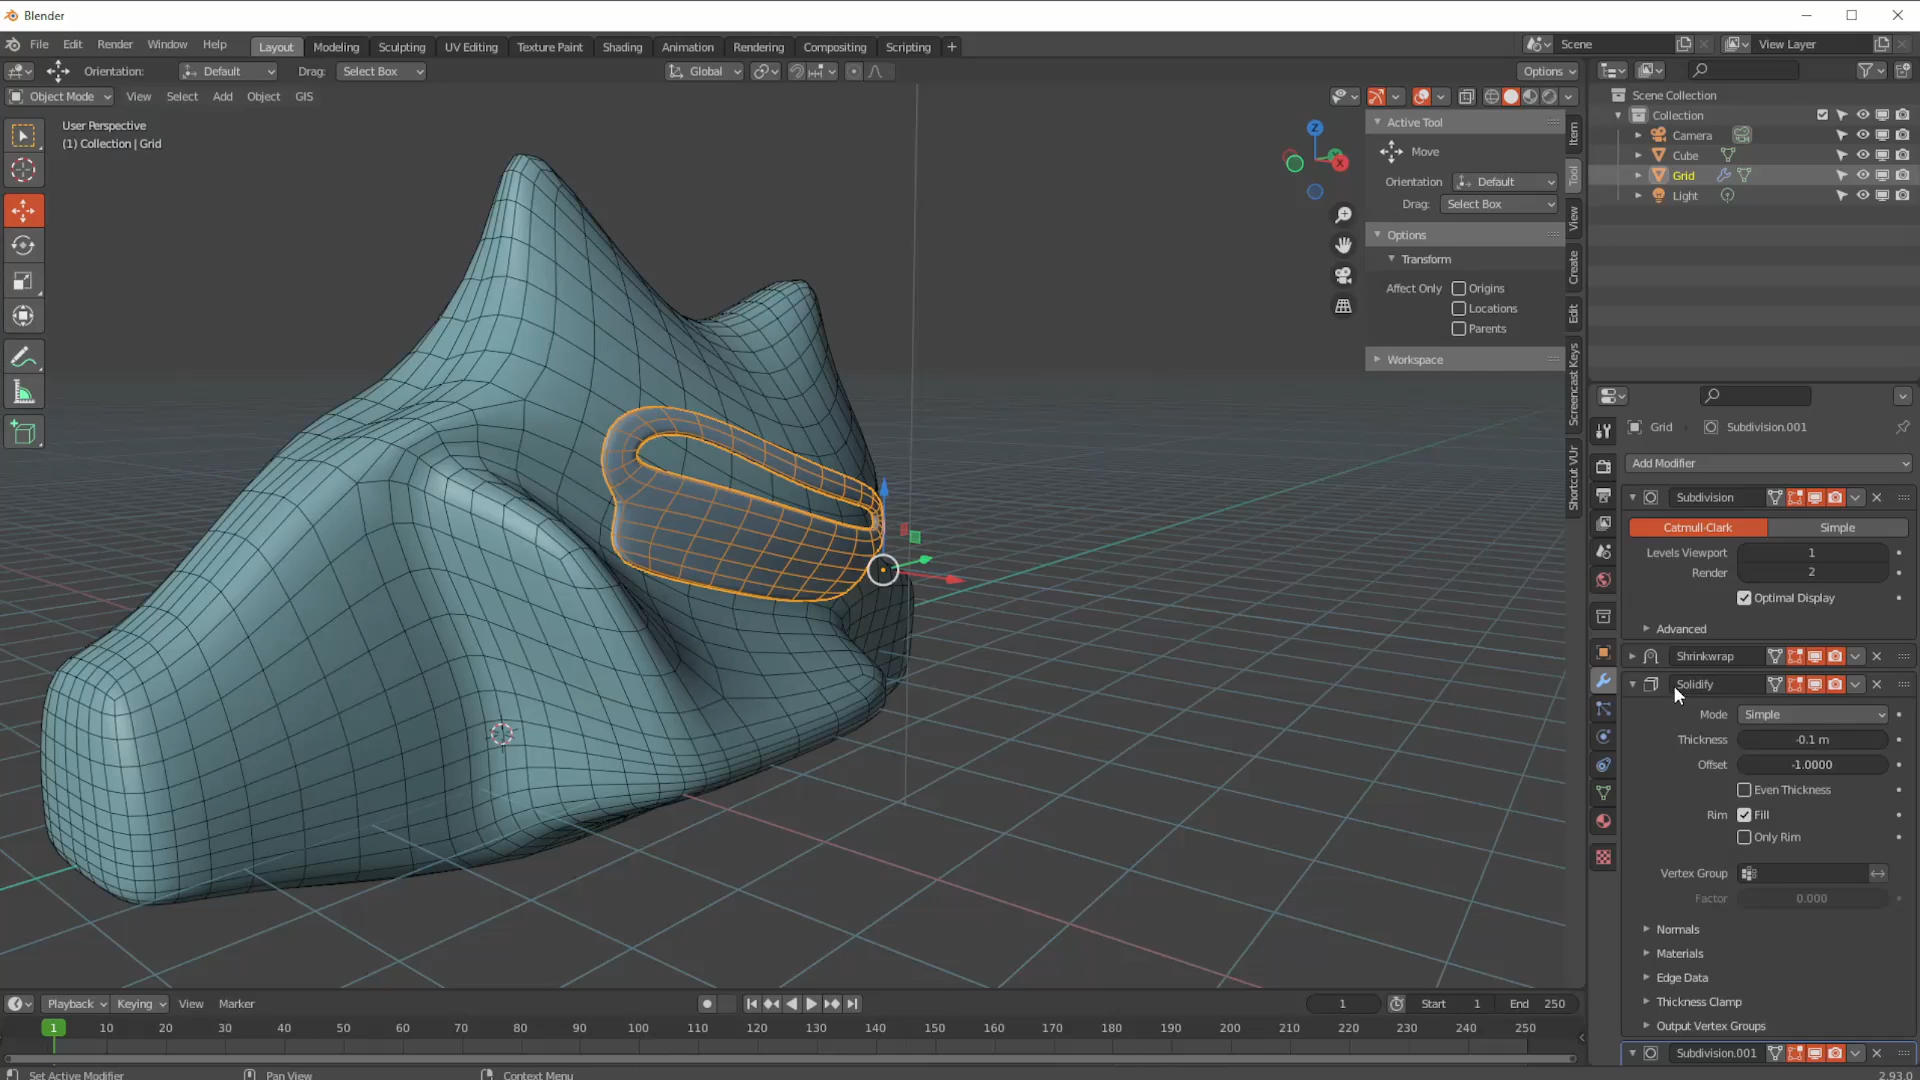 Blender
File Edit Render Window Help Layout Modeling Sculpting UV Editing Texture Paint Shading Animation Rendering Compositing Scripting + Scene View Layer
Orientation: Default Drag: Select Box Global Options
Object Mode View Select Add Object GIS
User Perspective
(1) Collection | Grid
Z
Y
X
Active Tool
Move
Orientation Default
Drag: Select Box
Options
Transform
Affect Only Origins
Locations
Parents
Workspace
Item
Tool
View
Create
Edit
Screencast Keys
Shortcut VUr
Scene Collection
Collection
Camera
Cube
Grid
Light
Grid Subdivision.001
Add Modifier
Subdivision
Catmull-Clark Simple
Levels Viewport 1
Render 2
Optimal Display
Advanced
Shrinkwrap
Solidify
Mode Simple
Thickness -0.1 m
Offset -1.0000
Even Thickness
Rim Fill
Only Rim
Vertex Group
Factor 0.000
Normals
Materials
Edge Data
Thickness Clamp
Output Vertex Groups
Subdivision.001
Playback Keying View Marker 1 Start 1 End 250
1 10 20 30 40 50 60 70 80 90 100 110 120 130 140 150 160 170 180 190 200 210 220 230 240 250
Set Active Modifier Pan View Context Menu 2.93.0